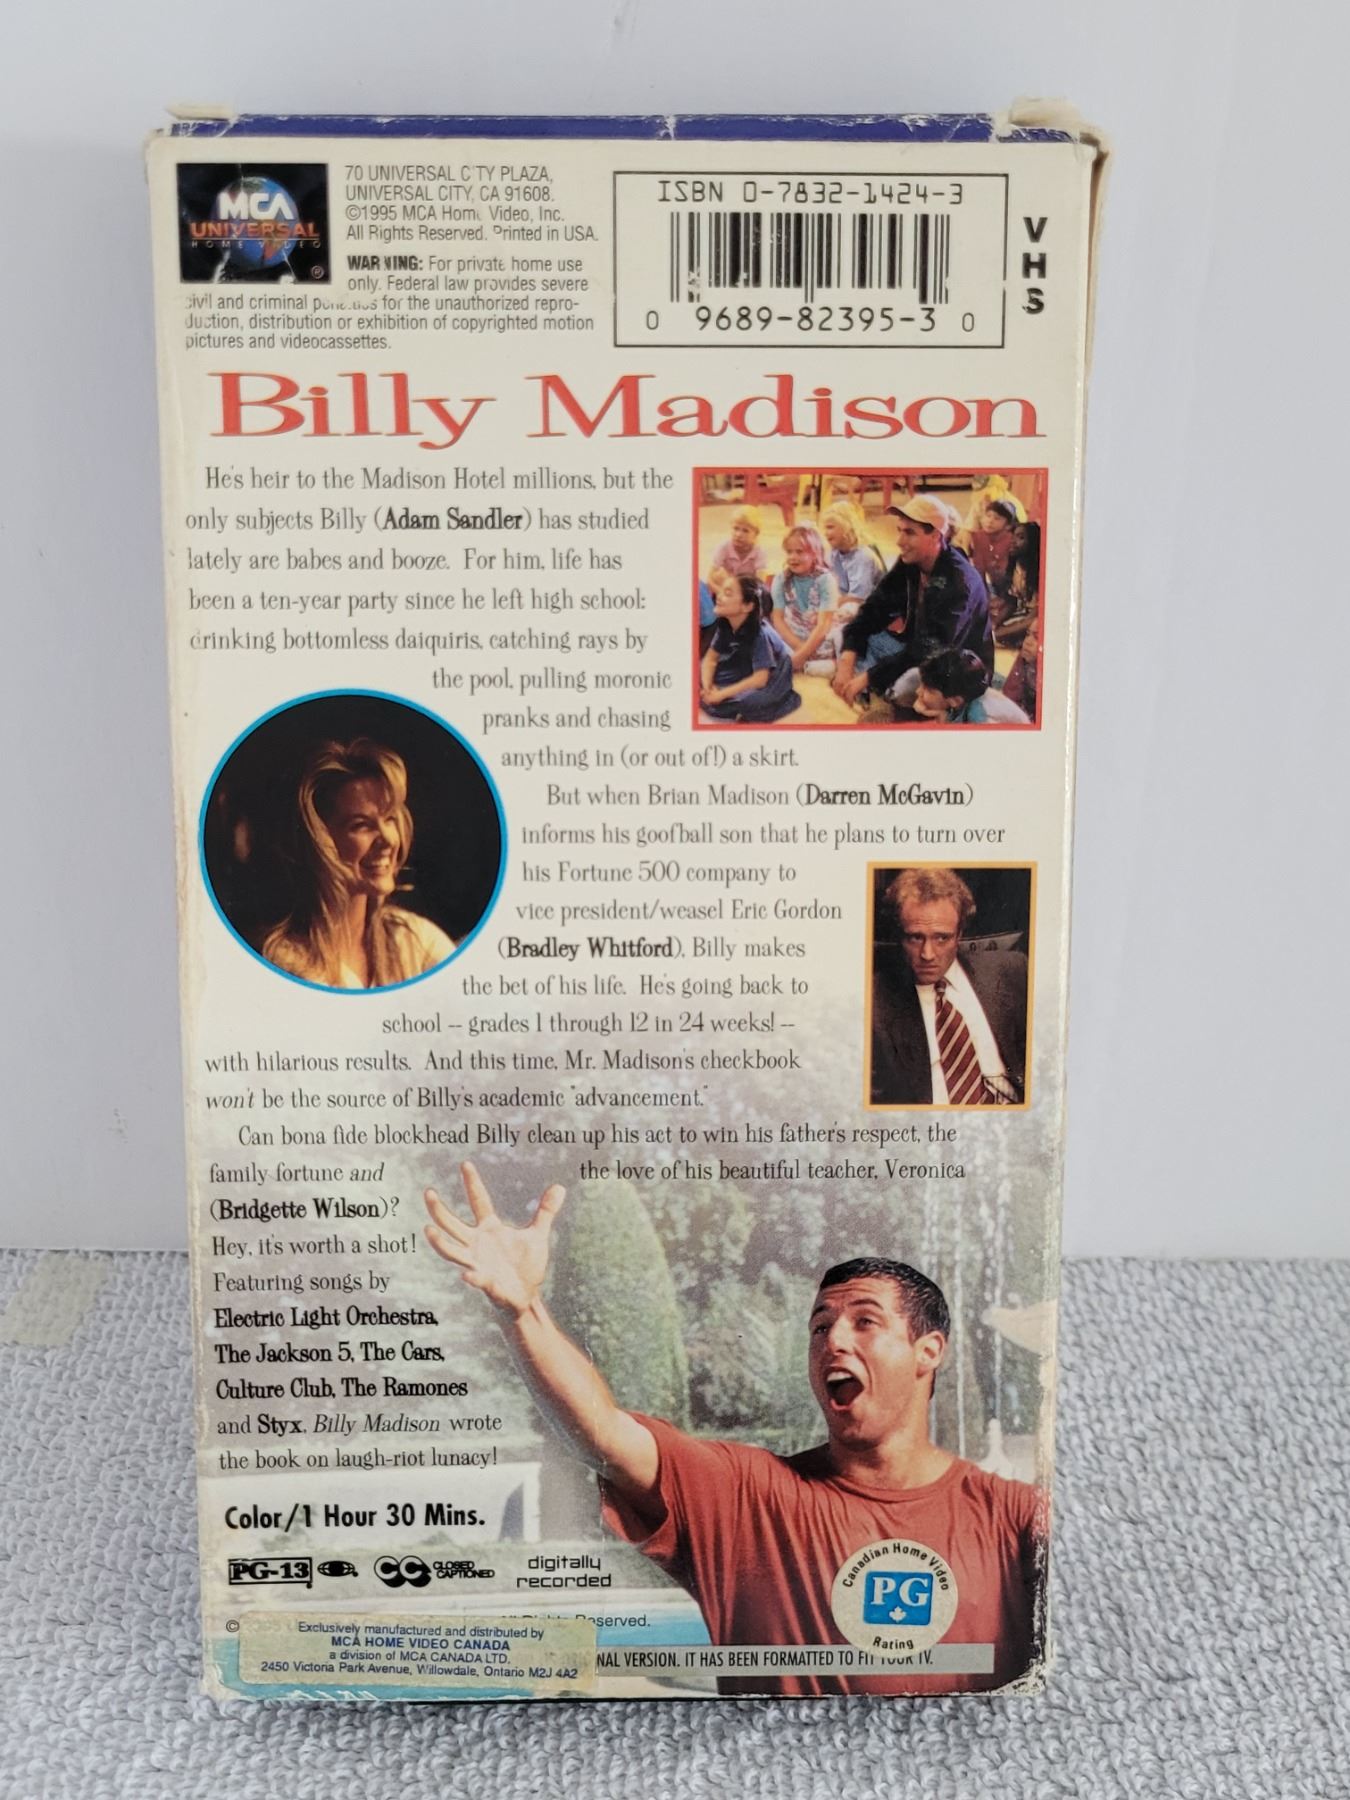 MCA
UNIVERSAL
HOME VIDEO
®
70 UNIVERSAL C TY PLAZA,
UNIVERSAL CITY, CA 91608.
©1995 MCA Home Video, Inc.
All Rights Reserved. Printed in USA.
WARNING: For private home use
only. Federal law provides severe
civil and criminal penalties for the unauthorized repro-
duction, distribution or exhibition of copyrighted motion
pictures and videocassettes.
ISBN 0-7832-1424-3
0 9689-82395-3 0
VHS
Billy Madison
He's heir to the Madison Hotel millions, but the
only subjects Billy (Adam Sandler) has studied
lately are babes and booze. For him, life has
been a ten-year party since he left high school:
drinking bottomless daiquiris, catching rays by
the pool, pulling moronic
pranks and chasing
anything in (or out of!) a skirt.
But when Brian Madison (Darren McGavin)
informs his goofball son that he plans to turn over
his Fortune 500 company to
vice president/weasel Eric Gordon
(Bradley Whitford), Billy makes
the bet of his life. He's going back to
school -- grades 1 through 12 in 24 weeks! --
with hilarious results. And this time, Mr. Madison's checkbook
won't be the source of Billy's academic "advancement."
Can bona fide blockhead Billy clean up his act to win his father's respect, the
family fortune and the love of his beautiful teacher, Veronica
(Bridgette Wilson)?
Hey, it's worth a shot!
Featuring songs by
Electric Light Orchestra,
The Jackson 5, The Cars,
Culture Club, The Ramones
and Styx, Billy Madison wrote
the book on laugh-riot lunacy!
Color/1 Hour 30 Mins.
PG-13
CC CLOSED CAPTIONED
digitally recorded
Canadian Home Video
PG
Rating
© All Rights Reserved.
Exclusively manufactured and distributed by
MCA HOME VIDEO CANADA
a division of MCA CANADA LTD.
2450 Victoria Park Avenue, Willowdale, Ontario M2J 4A2
NAL VERSION. IT HAS BEEN FORMATTED TO FIT YOUR TV.